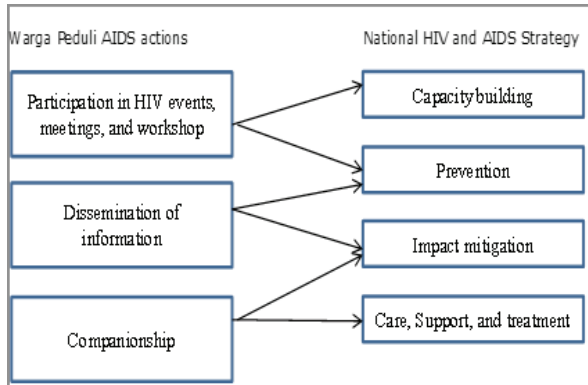 Warga Peduli AIDS actions
National HIV and AIDS Strategy
Participation in HIV events,
meetings, and workshop
Capacity building
Prevention
Dissemination of
information
Impact mitigation
Companionship
Care, Support, and treatment